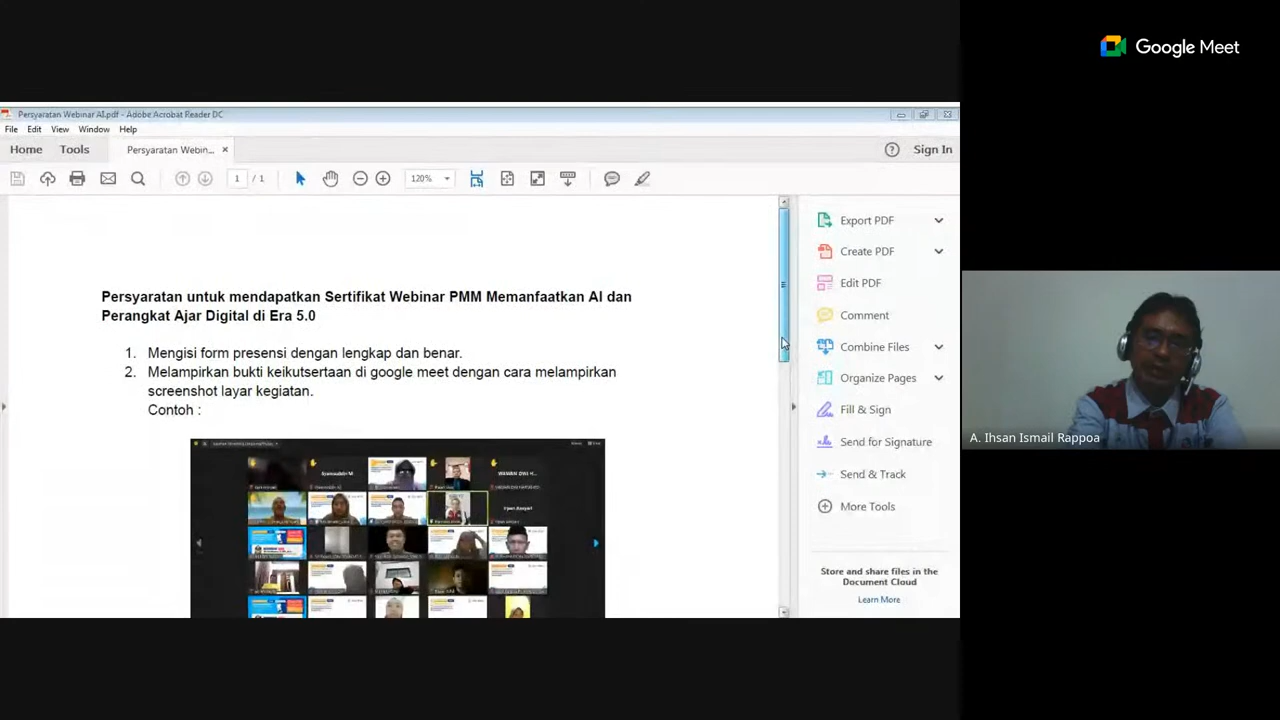 Google Meet
Persyaratan Webinar AI.pdf - Adobe Acrobat Reader DC
File Edit View Window Help
Home Tools Persyaratan Webin... × Sign In
1 / 1 120%
Persyaratan untuk mendapatkan Sertifikat Webinar PMM Memanfaatkan AI dan
Perangkat Ajar Digital di Era 5.0
1. Mengisi form presensi dengan lengkap dan benar.
2. Melampirkan bukti keikutsertaan di google meet dengan cara melampirkan
screenshot layar kegiatan.
Contoh :
Export PDF
Create PDF
Edit PDF
Comment
Combine Files
Organize Pages
Fill & Sign
Send for Signature
Send & Track
More Tools
Store and share files in the
Document Cloud
Learn More
A. Ihsan Ismail Rappoa